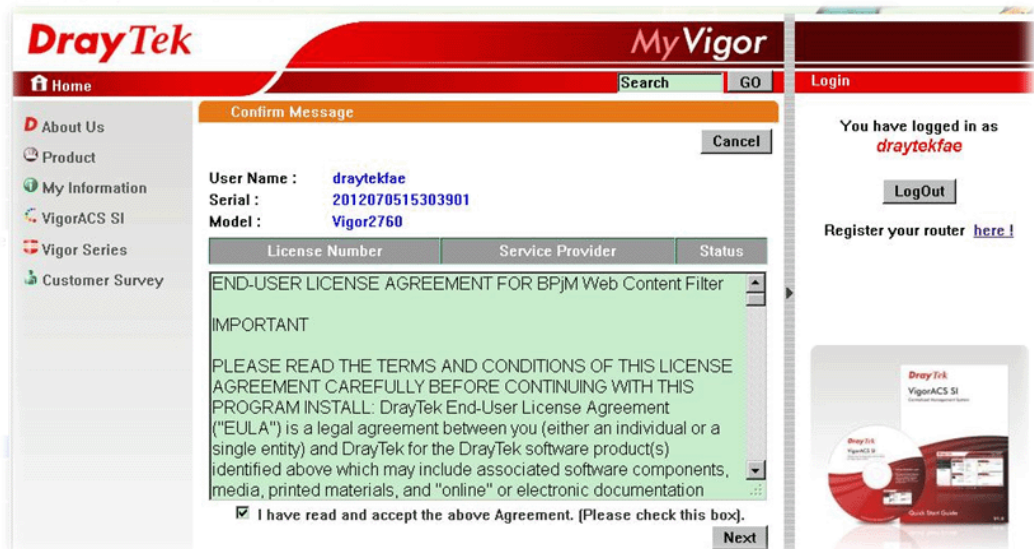 DrayTek
MyVigor
Home
Search GO
Login
About Us
Product
My Information
VigorACS SI
Vigor Series
Customer Survey
Confirm Message
Cancel
User Name : draytekfae
Serial : 2012070515303901
Model : Vigor2760
License Number Service Provider Status
END-USER LICENSE AGREEMENT FOR BPjM Web Content Filter
IMPORTANT
PLEASE READ THE TERMS AND CONDITIONS OF THIS LICENSE
AGREEMENT CAREFULLY BEFORE CONTINUING WITH THIS
PROGRAM INSTALL: DrayTek End-User License Agreement
("EULA") is a legal agreement between you (either an individual or a
single entity) and DrayTek for the DrayTek software product(s)
identified above which may include associated software components,
media, printed materials, and "online" or electronic documentation
I have read and accept the above Agreement. (Please check this box).
Next
You have logged in as
draytekfae
LogOut
Register your router here !
DrayTek
VigorACS SI
DrayTek
VigorACS SI
Quick Start Guide